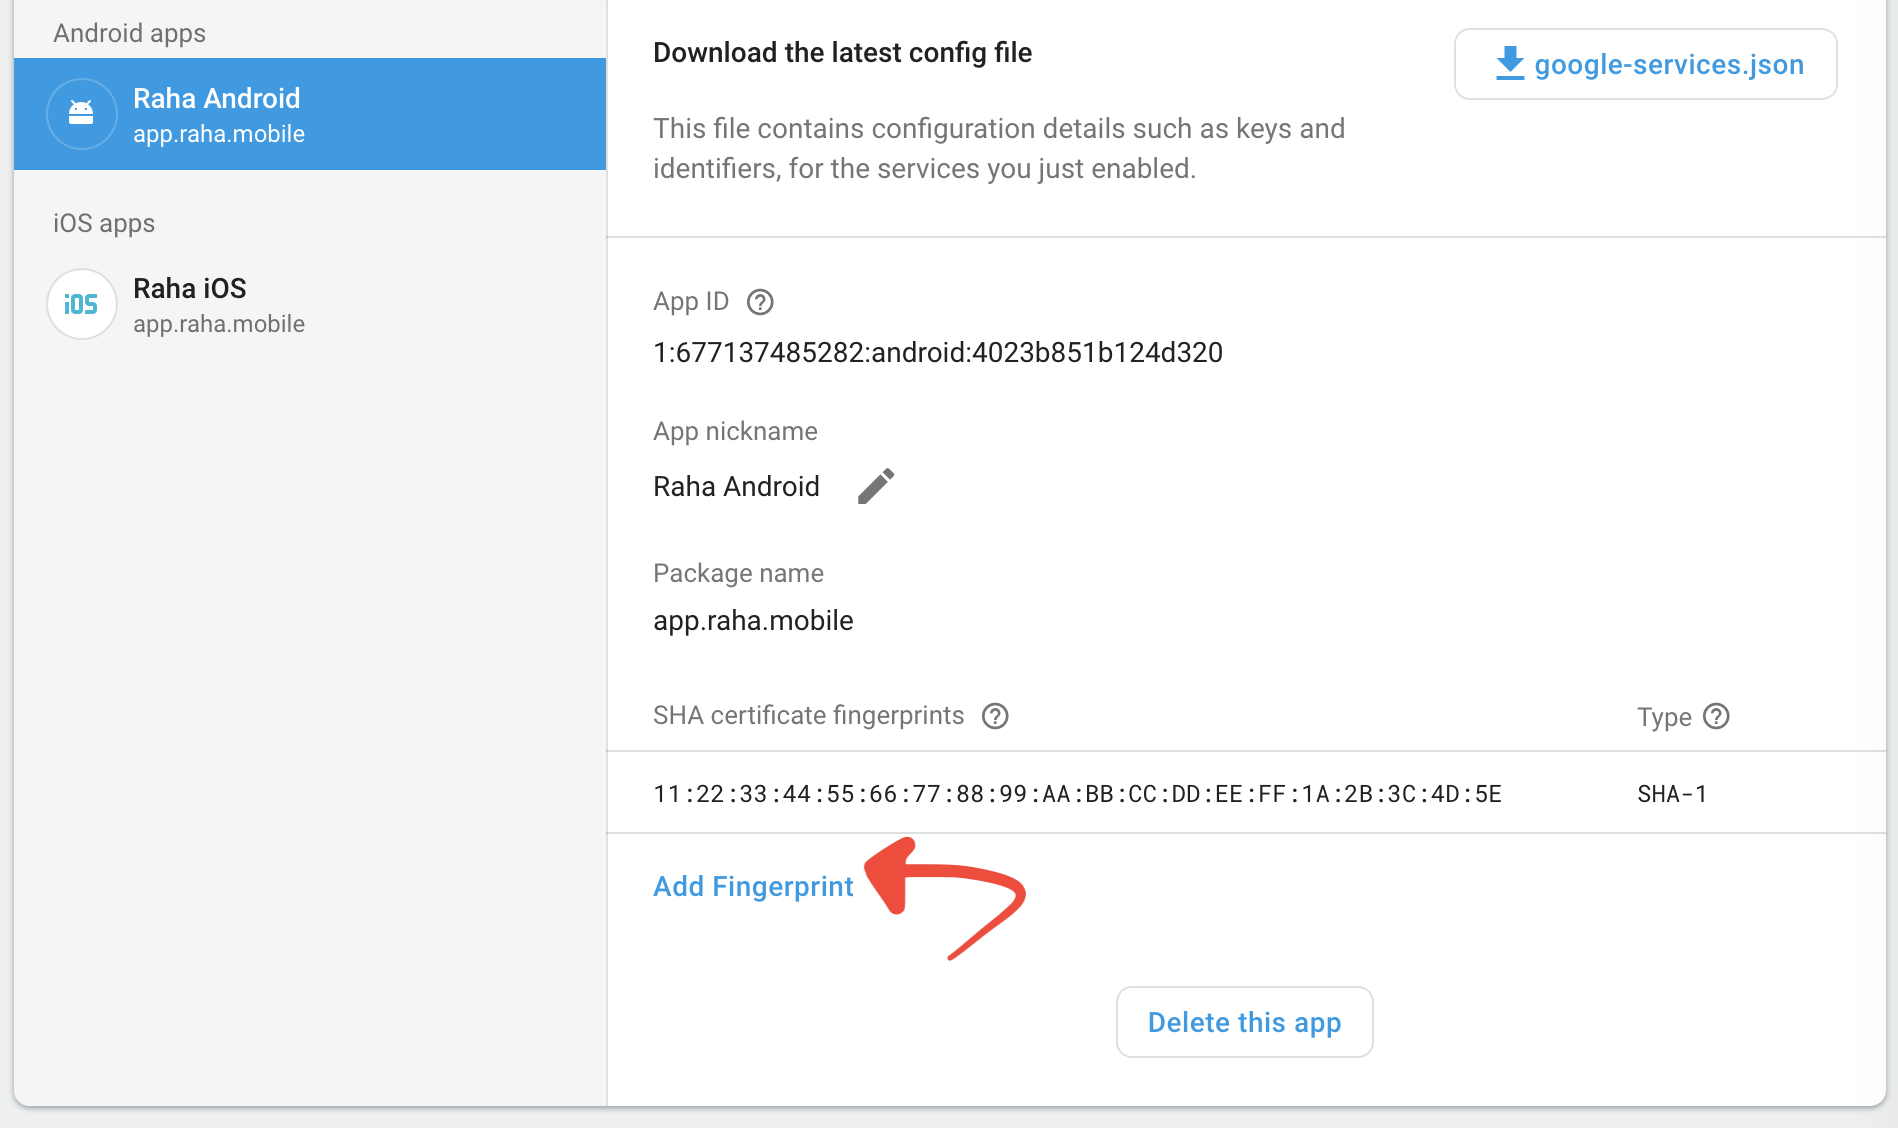 Android apps
Raha Android
app.raha.mobile
iOS apps
iOS
Raha iOS
app.raha.mobile
Download the latest config file
google-services.json
This file contains configuration details such as keys and
identifiers, for the services you just enabled.
App ID
1:677137485282:android:4023b851b124d320
App nickname
Raha Android
Package name
app.raha.mobile
SHA certificate fingerprints Type
11:22:33:44:55:66:77:88:99:AA:BB:CC:DD:EE:FF:1A:2B:3C:4D:5E SHA-1
Add Fingerprint
Delete this app